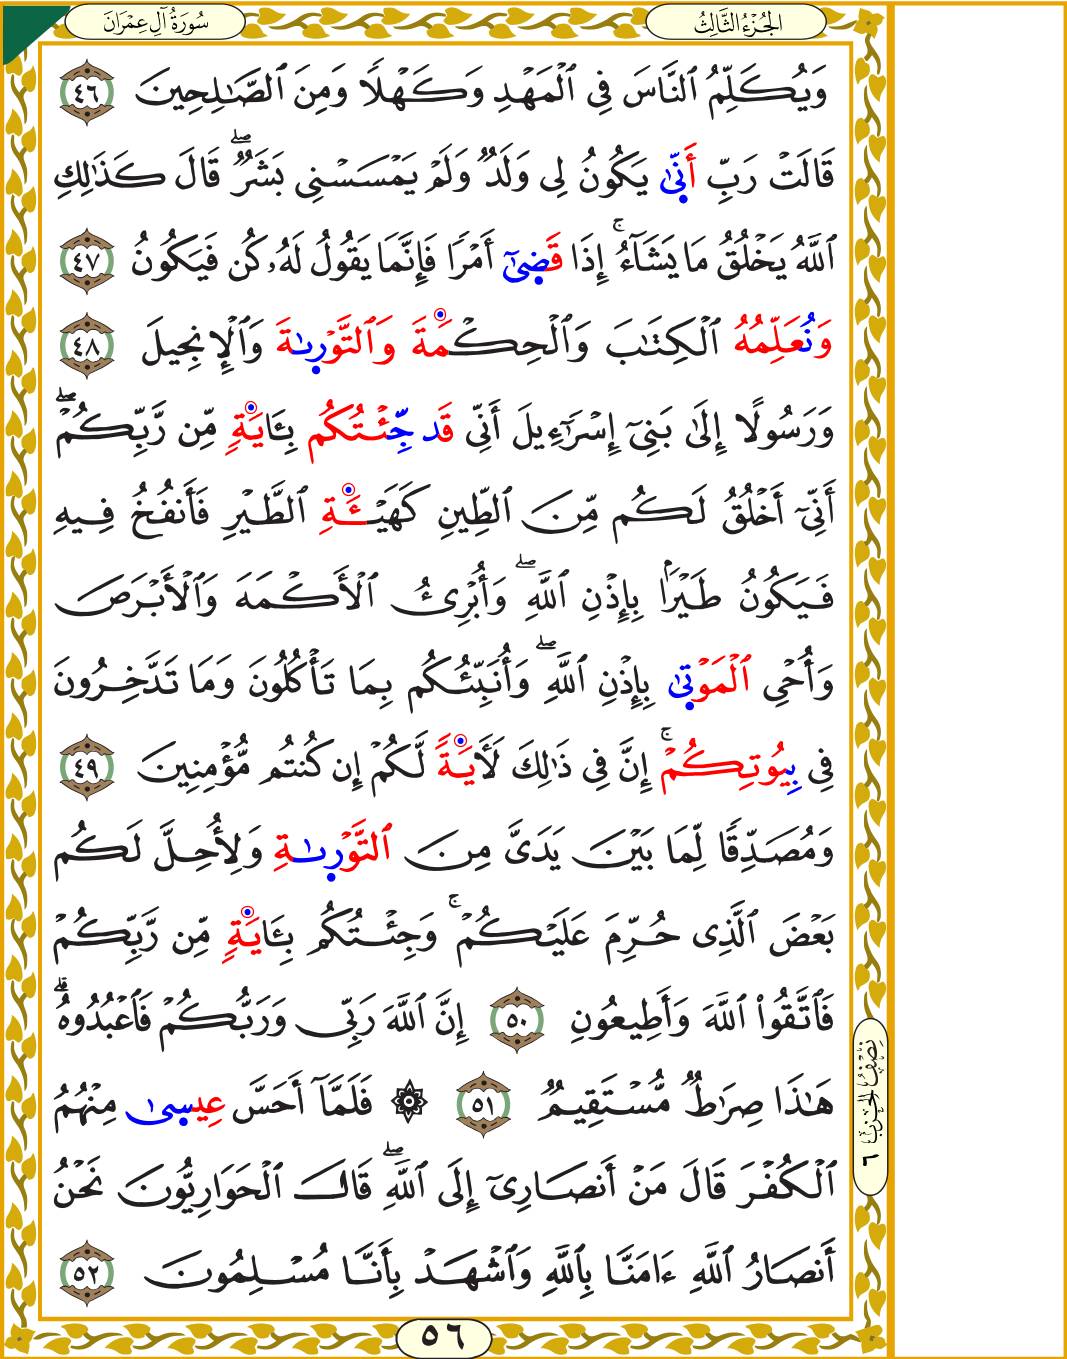 الجُزْءُ الثَّالِثُ
سُورَةُ آلِ عِمْرَانَ
وَيُكَلِّمُ ٱلنَّاسَ فِي ٱلْمَهْدِ وَكَهْلًا وَمِنَ ٱلصَّٰلِحِينَ ٤٦
قَالَتْ رَبِّ أَنِّىٰ يَكُونُ لِى وَلَدٌ وَلَمْ يَمْسَسْنِى بَشَرٌۖ قَالَ كَذَٰلِكِ
ٱللَّهُ يَخْلُقُ مَا يَشَآءُۚ إِذَا قَضِىٰٓ أَمْرًا فَإِنَّمَا يَقُولُ لَهُۥ كُن فَيَكُونُ ٤٧
وَنُعَلِّمُهُ ٱلْكِتَٰبَ وَٱلْحِكْمَةَ وَٱلتَّوْرِىٰةَ وَٱلْإِنجِيلَ ٤٨
وَرَسُولًا إِلَىٰ بَنِىٓ إِسْرَٰٓءِيلَ أَنِّى قَد جِّئْتُكُم بِـَٔايَةٍ مِّن رَّبِّكُمْۖ
أَنِّىٓ أَخْلُقُ لَكُم مِّنَ ٱلطِّينِ كَهَيْـَٔةِ ٱلطَّيْرِ فَأَنفُخُ فِيهِ
فَيَكُونُ طَيْرًۢا بِإِذْنِ ٱللَّهِۖ وَأُبْرِئُ ٱلْأَكْمَهَ وَٱلْأَبْرَصَ
وَأُحْىِ ٱلْمَوْتِىٰ بِإِذْنِ ٱللَّهِۖ وَأُنَبِّئُكُم بِمَا تَأْكُلُونَ وَمَا تَدَّخِرُونَ
فِى بِيُوتِكُمْۚ إِنَّ فِى ذَٰلِكَ لَـَٔايَةً لَّكُمْ إِن كُنتُم مُّؤْمِنِينَ ٤٩
وَمُصَدِّقًا لِّمَا بَيْنَ يَدَىَّ مِنَ ٱلتَّوْرِىٰةِ وَلِأُحِلَّ لَكُم
بَعْضَ ٱلَّذِى حُرِّمَ عَلَيْكُمْۚ وَجِئْتُكُم بِـَٔايَةٍ مِّن رَّبِّكُمْ
فَٱتَّقُوا۟ ٱللَّهَ وَأَطِيعُونِ ٥٠ إِنَّ ٱللَّهَ رَبِّى وَرَبُّكُمْ فَٱعْبُدُوهُۗ
هَٰذَا صِرَٰطٌ مُّسْتَقِيمٌ ٥١ ۞ فَلَمَّآ أَحَسَّ عِيسِىٰ مِنْهُمُ
ٱلْكُفْرَ قَالَ مَنْ أَنصَارِىٓ إِلَى ٱللَّهِۖ قَالَ ٱلْحَوَارِيُّونَ نَحْنُ
أَنصَارُ ٱللَّهِ ءَامَنَّا بِٱللَّهِ وَٱشْهَدْ بِأَنَّا مُسْلِمُونَ ٥٢
نِصْفُ الحِزْبِ ٦
٥٦